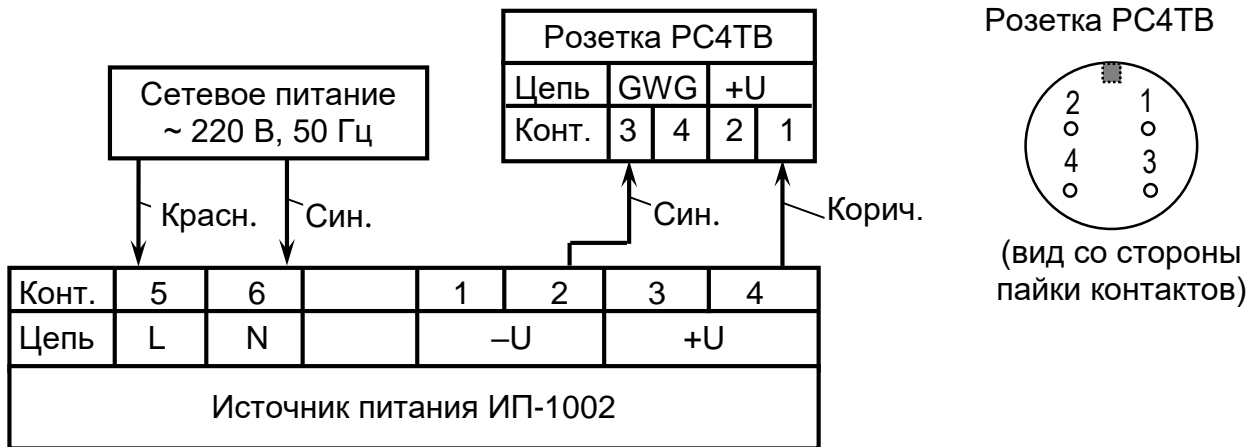 Розетка РС4ТВ
Цепь GWG +U
Конт. 3 4 2 1
Сетевое питание
~ 220 В, 50 Гц
Красн.
Син.
Син.
Корич.
Конт. 5 6 1 2 3 4
Цепь L N –U +U
Источник питания ИП-1002
Розетка РС4ТВ
2 1
4 3
(вид со стороны
пайки контактов)